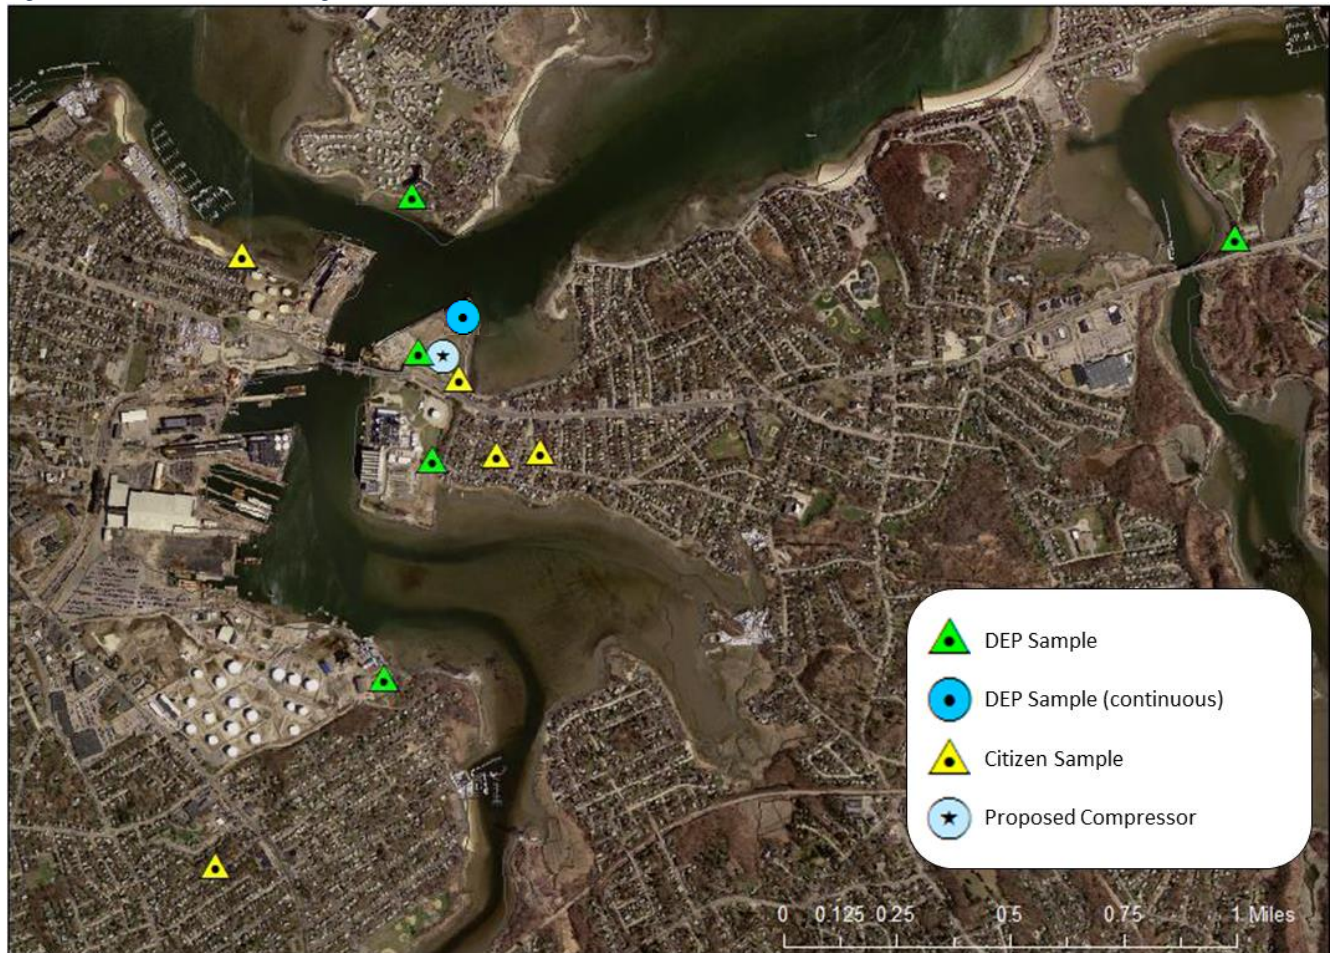 DEP Sample
DEP Sample (continuous)
Citizen Sample
Proposed Compressor
0 0.125 0.25 0.5 0.75 1 Miles